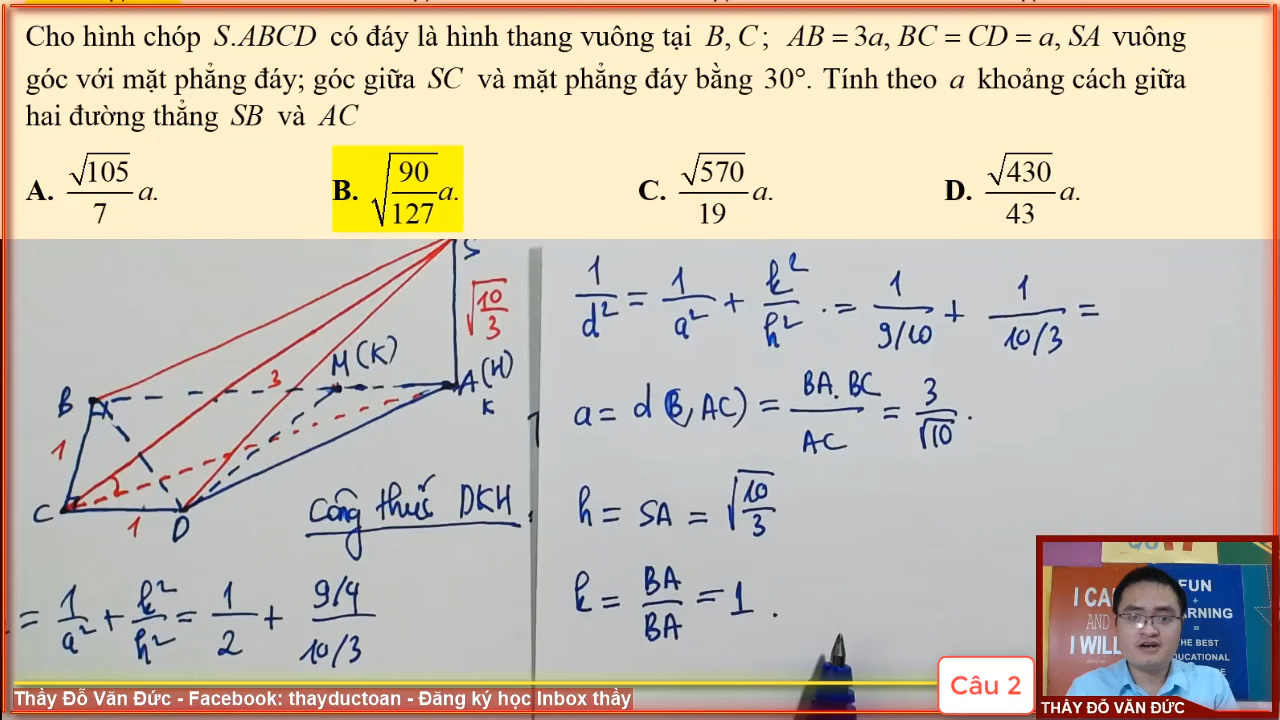 Cho hình chóp S.ABCD có đáy là hình thang vuông tại B, C; AB = 3a, BC = CD = a, SA vuông
góc với mặt phẳng đáy; góc giữa SC và mặt phẳng đáy bằng 30°. Tính theo a khoảng cách giữa
hai đường thẳng SB và AC
A. √105/7 a. B. √(90/127) a. C. √570/19 a. D. √430/43 a.
S
√(10/3)
M(K)
B 3 A(H)
K
1
C 1 D
Công thức DKH
= 1/a² + k²/h² = 1/2 + (9/4)/(10/3)
1/d² = 1/a² + k²/h² . = 1/(9/10) + 1/(10/3) =
a = d(B, AC) = BA.BC/AC = 3/√10 .
h = SA = √(10/3)
k = BA/BA = 1 .
I CAN
AND
I WILL
FUN
+
LEARNING
=
THE BEST
EDUCATIONAL
Câu 2
Thầy Đỗ Văn Đức - Facebook: thayductoan - Đăng ký học Inbox thầy
THẦY ĐỖ VĂN ĐỨC